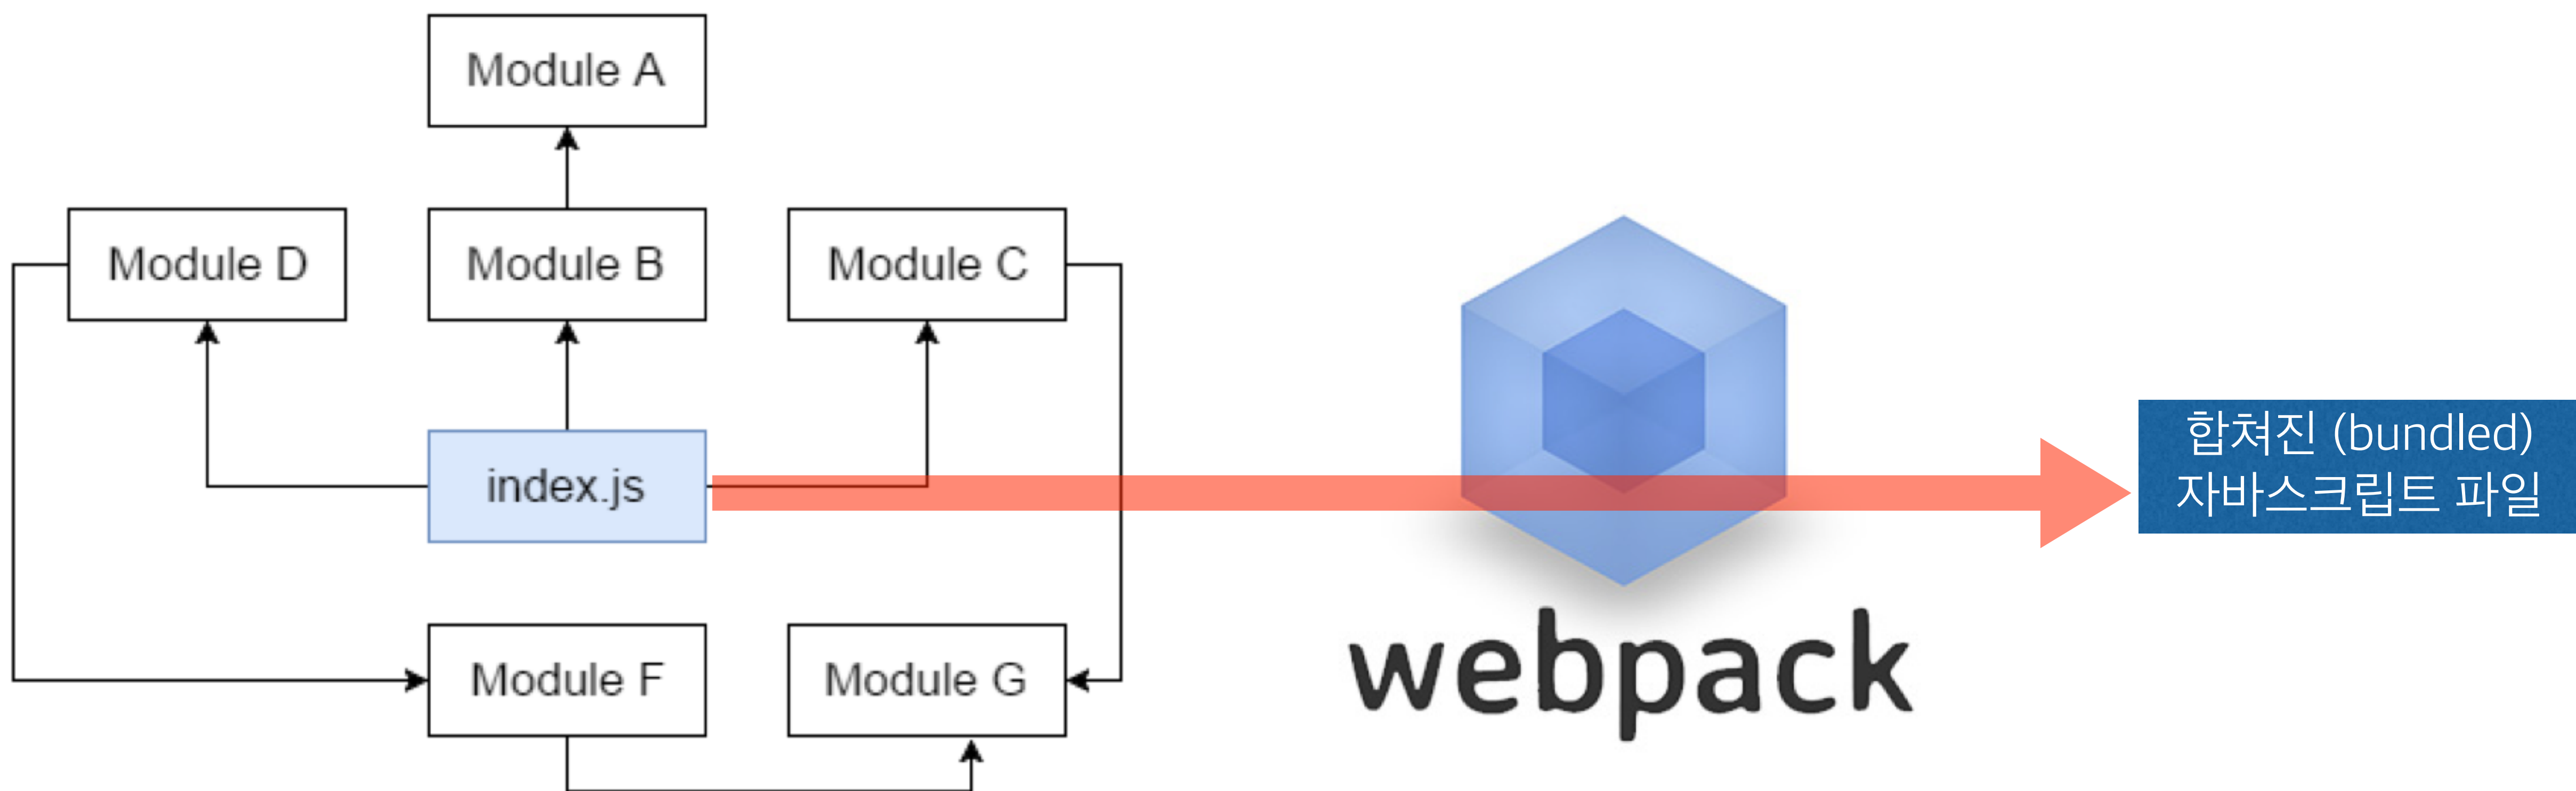 Module A
Module D
Module B
Module C
index.js
Module F
Module G
webpack
합쳐진 (bundled)
자바스크립트 파일